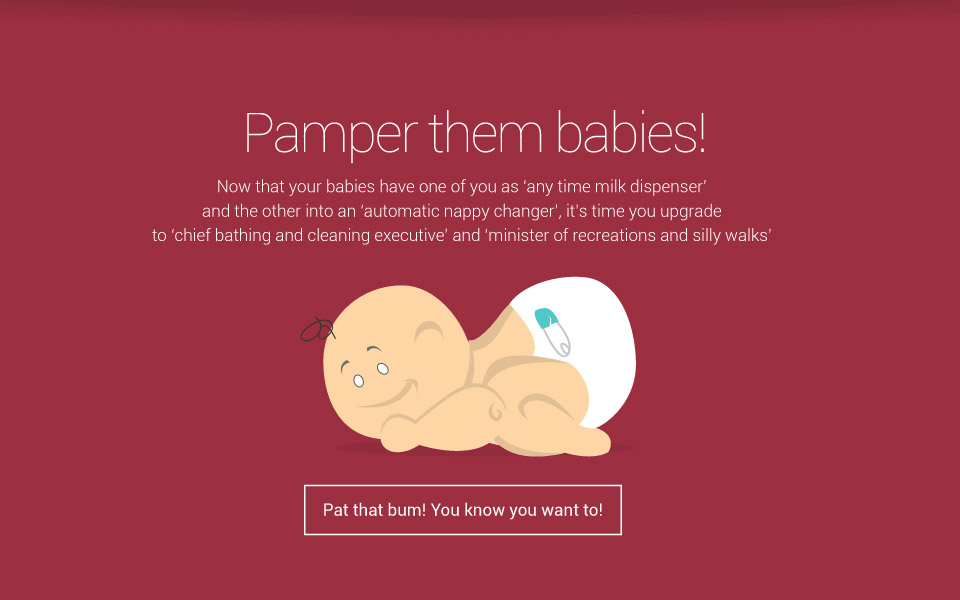 Pamper them babies!
Now that your babies have one of you as ‘any time milk dispenser’
and the other into an ‘automatic nappy changer’, it's time you upgrade
to ‘chief bathing and cleaning executive’ and ‘minister of recreations and silly walks’
Pat that bum! You know you want to!